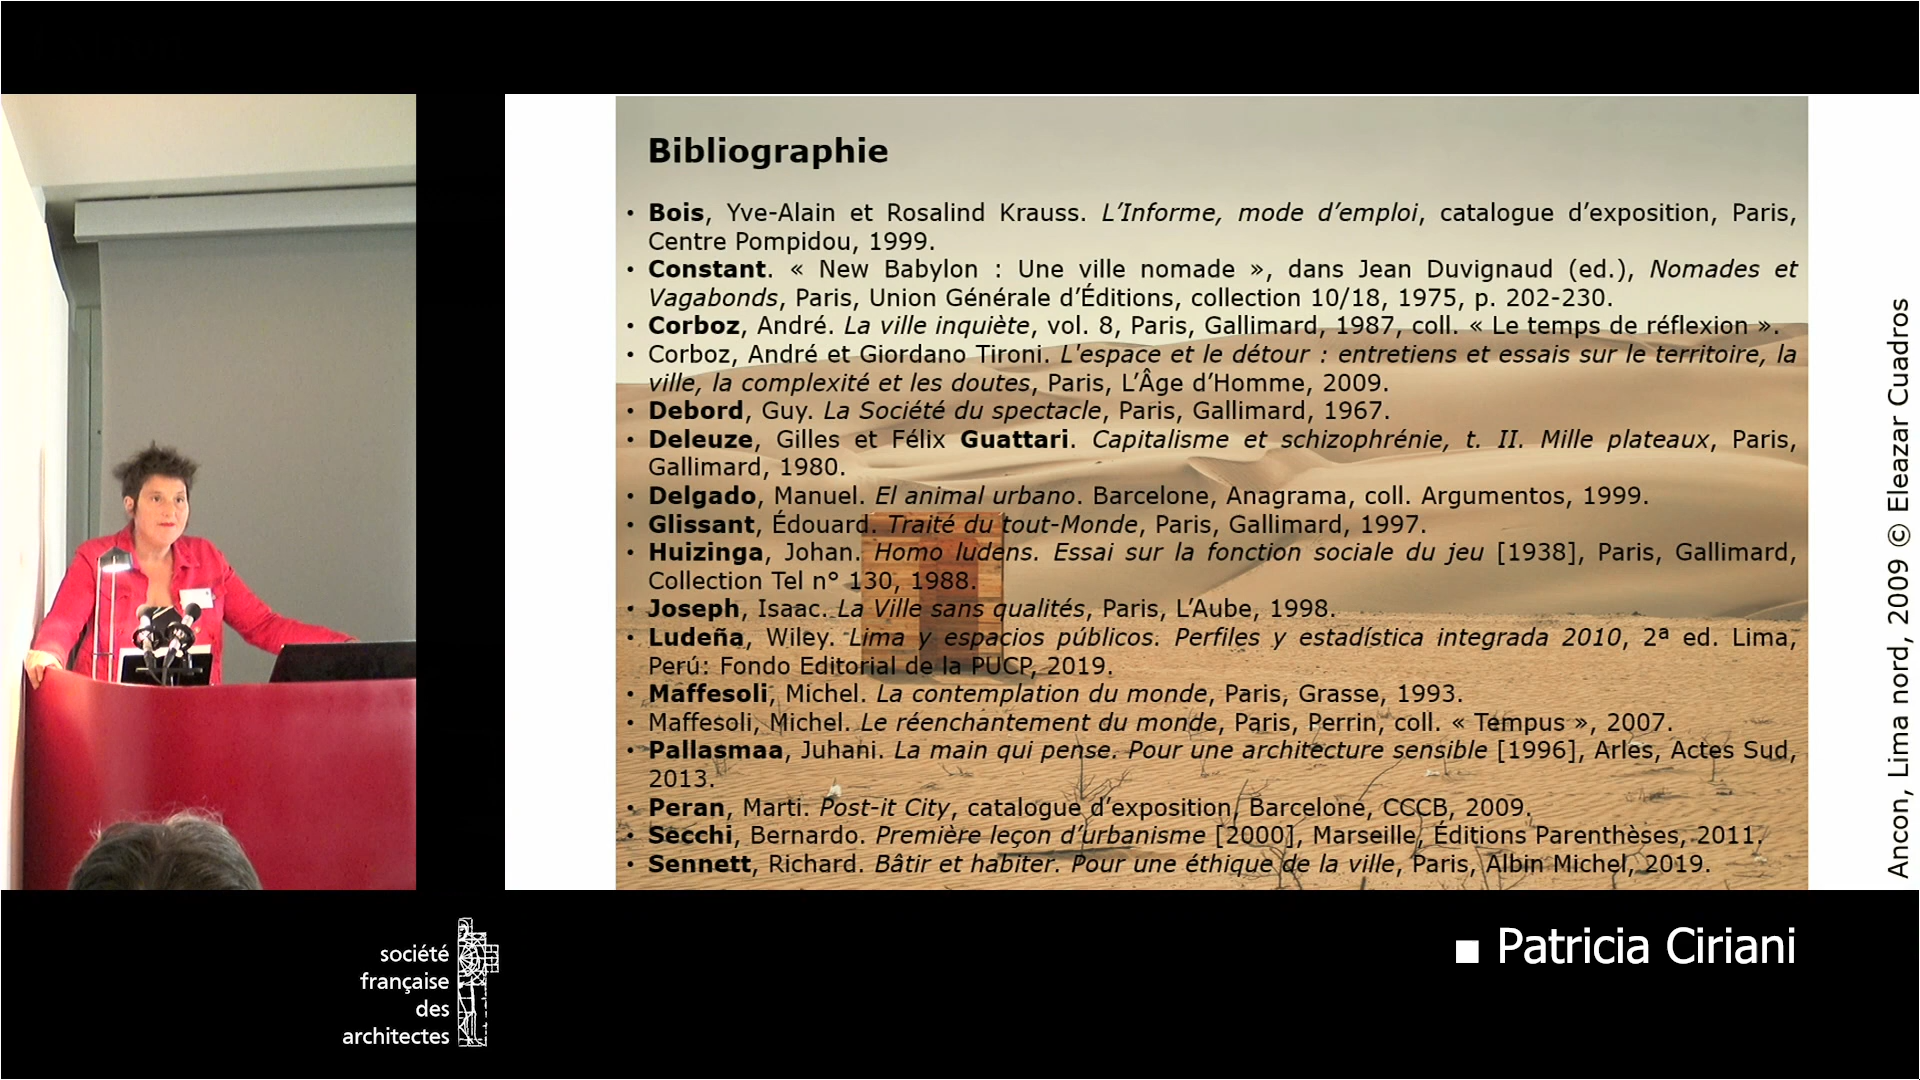 Bibliographie
• Bois, Yve-Alain et Rosalind Krauss. L’Informe, mode d’emploi, catalogue d’exposition, Paris,
Centre Pompidou, 1999.
• Constant. « New Babylon : Une ville nomade », dans Jean Duvignaud (ed.), Nomades et
Vagabonds, Paris, Union Générale d’Éditions, collection 10/18, 1975, p. 202-230.
• Corboz, André. La ville inquiète, vol. 8, Paris, Gallimard, 1987, coll. « Le temps de réflexion ».
• Corboz, André et Giordano Tironi. L'espace et le détour : entretiens et essais sur le territoire, la
ville, la complexité et les doutes, Paris, L’Âge d’Homme, 2009.
• Debord, Guy. La Société du spectacle, Paris, Gallimard, 1967.
• Deleuze, Gilles et Félix Guattari. Capitalisme et schizophrénie, t. II. Mille plateaux, Paris,
Gallimard, 1980.
• Delgado, Manuel. El animal urbano. Barcelone, Anagrama, coll. Argumentos, 1999.
• Glissant, Édouard. Traité du tout-Monde, Paris, Gallimard, 1997.
• Huizinga, Johan. Homo ludens. Essai sur la fonction sociale du jeu [1938], Paris, Gallimard,
Collection Tel n° 130, 1988.
• Joseph, Isaac. La Ville sans qualités, Paris, L’Aube, 1998.
• Ludeña, Wiley. Lima y espacios públicos. Perfiles y estadística integrada 2010, 2ª ed. Lima,
Perú: Fondo Editorial de la PUCP, 2019.
• Maffesoli, Michel. La contemplation du monde, Paris, Grasse, 1993.
• Maffesoli, Michel. Le réenchantement du monde, Paris, Perrin, coll. « Tempus », 2007.
• Pallasmaa, Juhani. La main qui pense. Pour une architecture sensible [1996], Arles, Actes Sud,
2013.
• Peran, Marti. Post-it City, catalogue d’exposition, Barcelone, CCCB, 2009.
• Secchi, Bernardo. Première leçon d’urbanisme [2000], Marseille, Éditions Parenthèses, 2011.
• Sennett, Richard. Bâtir et habiter. Pour une éthique de la ville, Paris, Albin Michel, 2019.
Ancon, Lima nord, 2009 © Eleazar Cuadros
société
française
des
architectes
■ Patricia Ciriani